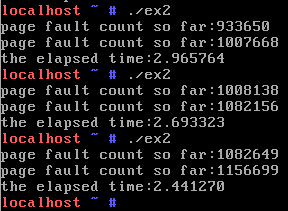 localhost ~ # ./ex2
page fault count so far:933650
page fault count so far:1007668
the elapsed time:2.965764
localhost ~ # ./ex2
page fault count so far:1008138
page fault count so far:1082156
the elapsed time:2.693323
localhost ~ # ./ex2
page fault count so far:1082649
page fault count so far:1156699
the elapsed time:2.441270
localhost ~ #